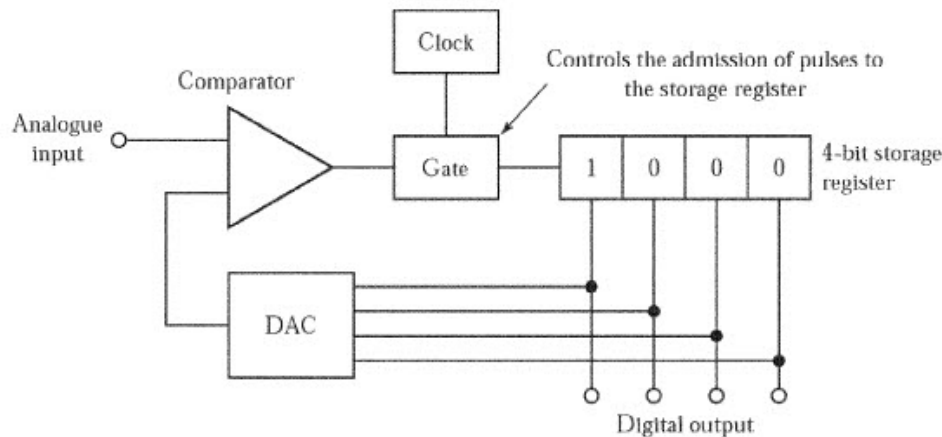 Clock
Controls the admission of pulses to
the storage register
Comparator
Analogue
input
Gate
1 0 0 0
4-bit storage
register
DAC
Digital output